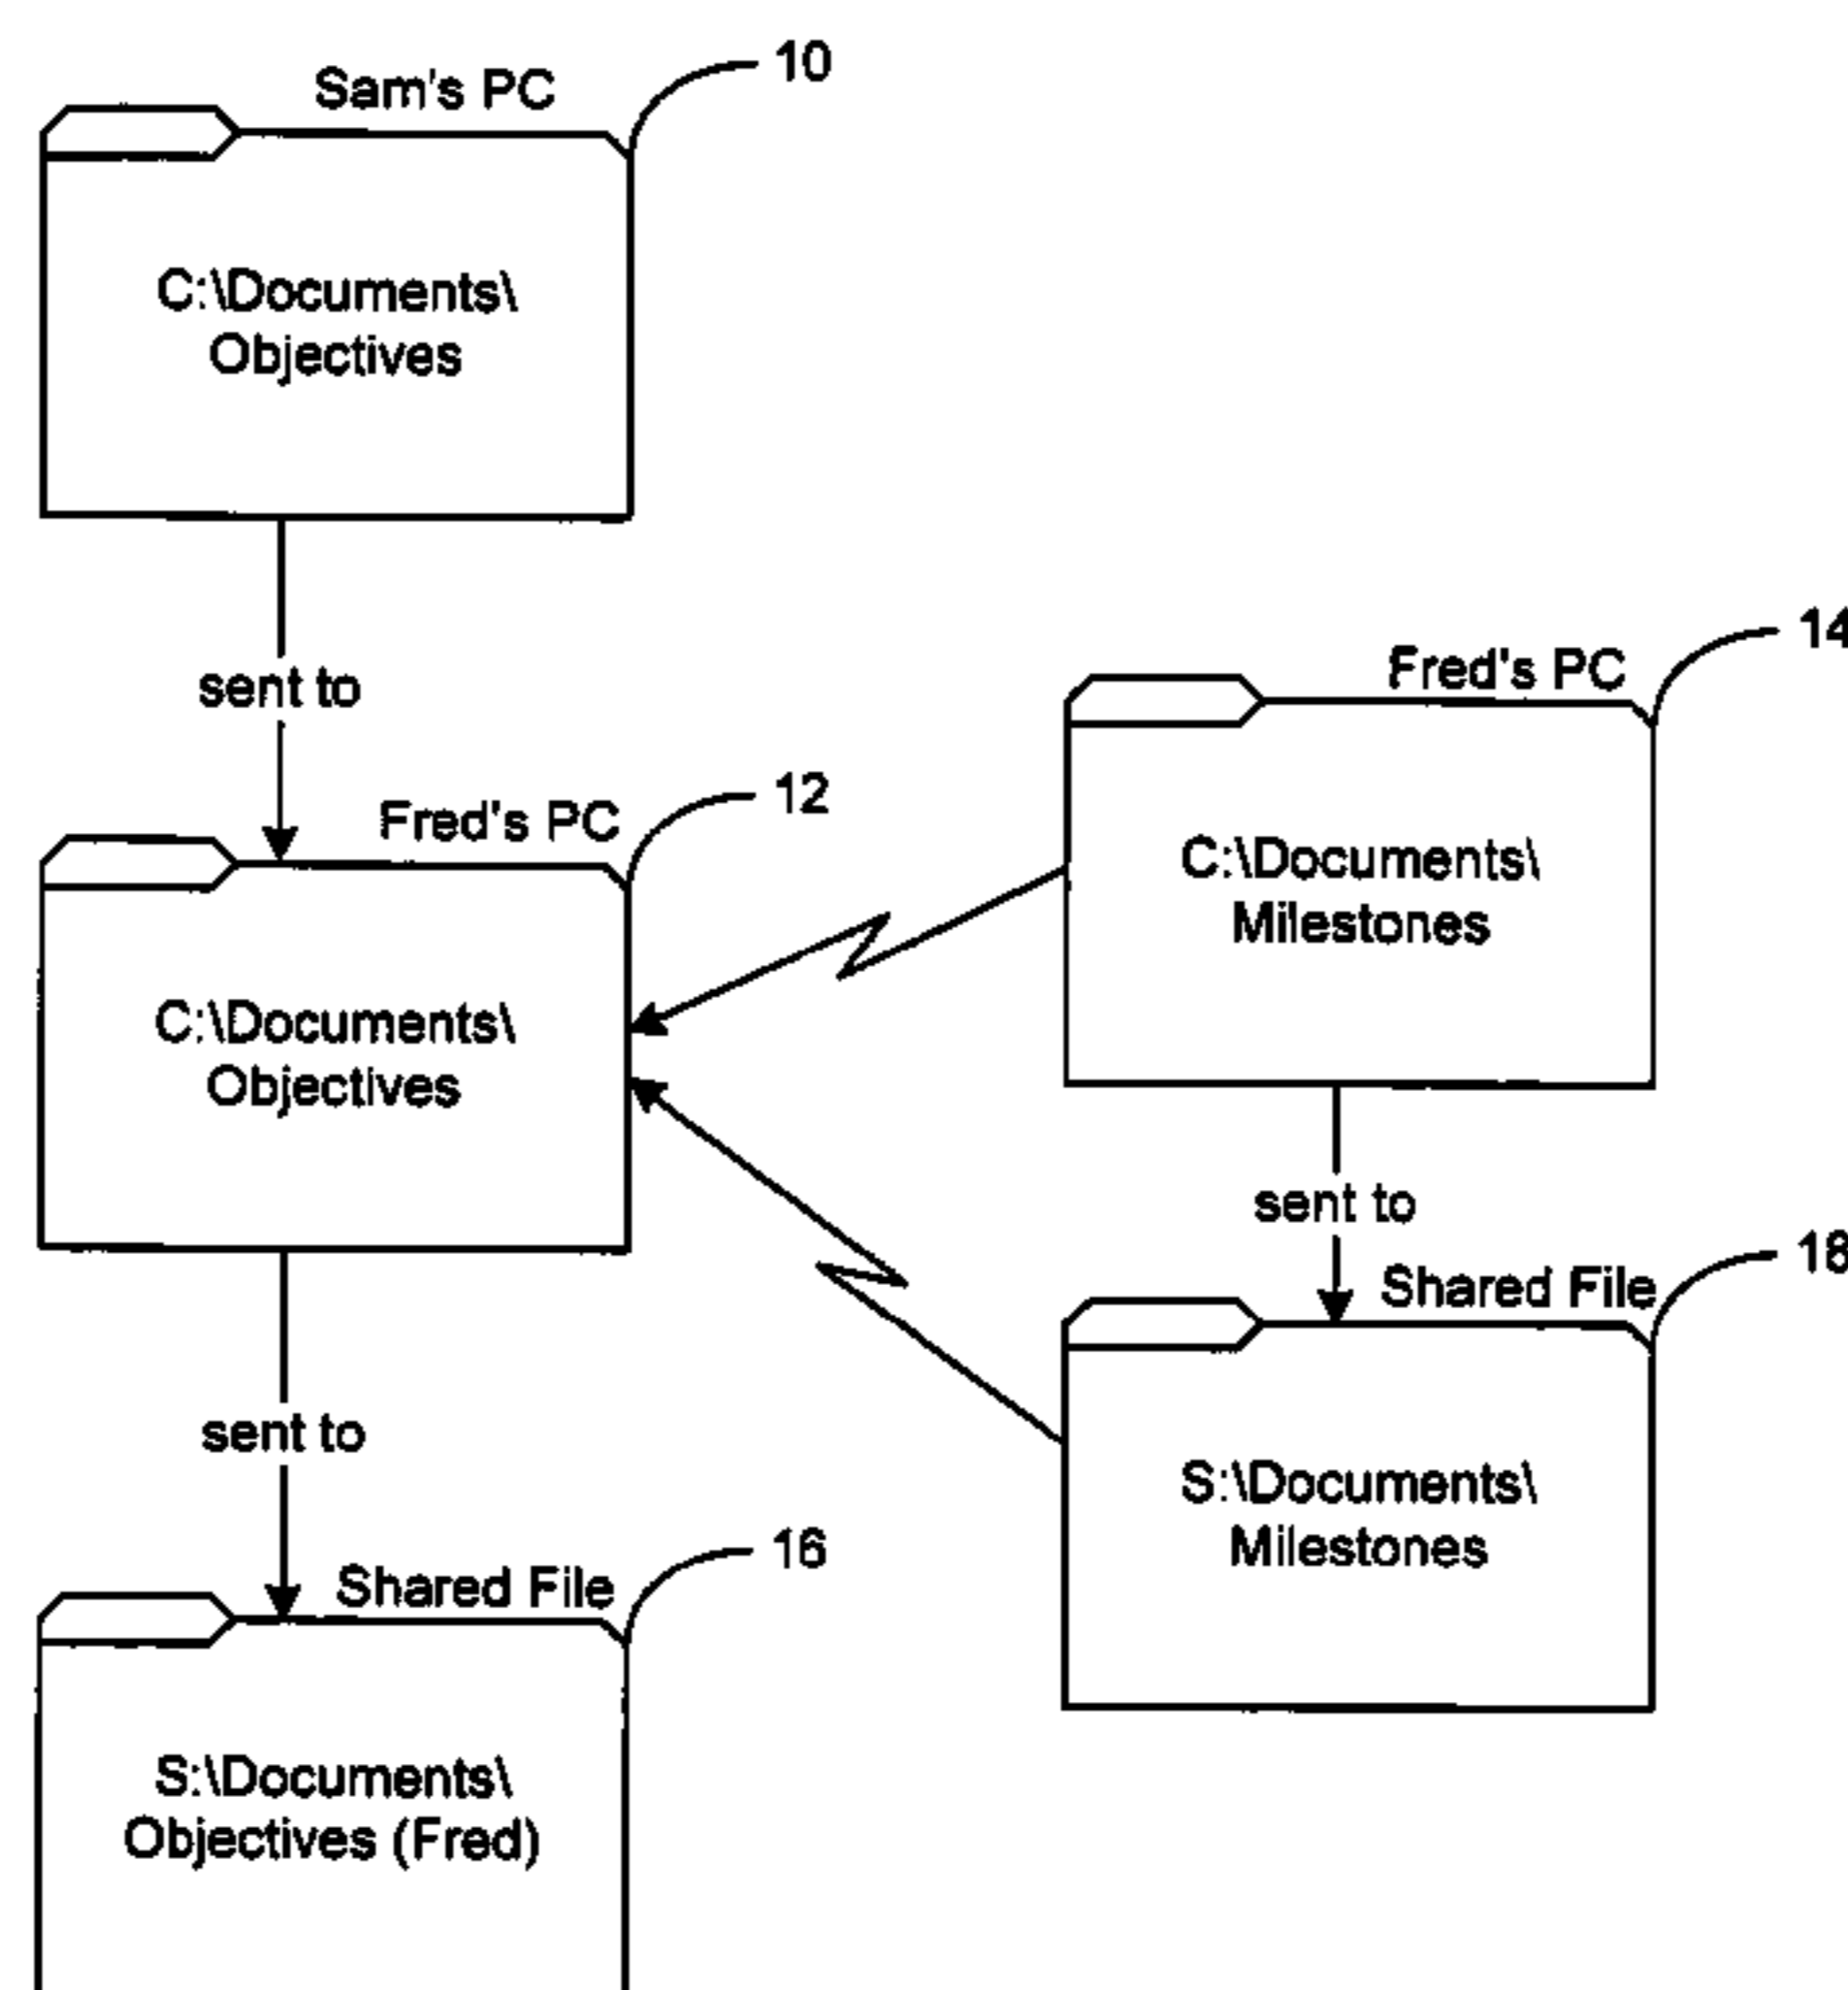 Sam's PC
10
C:\Documents\
Objectives
sent to
Fred's PC
12
C:\Documents\
Objectives
sent to
Shared File
16
S:\Documents\
Objectives (Fred)
Fred's PC
14
C:\Documents\
Milestones
sent to
Shared File
18
S:\Documents\
Milestones